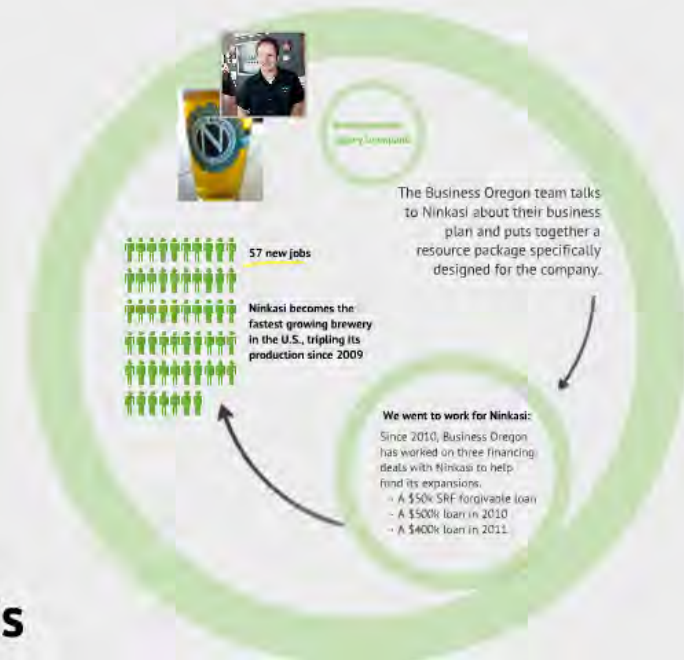 N
The Business Oregon team talks
to Ninkasi about their business
plan and puts together a
resource package specifically
designed for the company.
57 new jobs
Ninkasi becomes the
fastest growing brewery
in the U.S., tripling its
production since 2009
We went to work for Ninkasi:
Since 2010, Business Oregon
has worked on three financing
deals with Ninkasi to help
fund its expansions.
- A $50k SRF forgivable loan
- A $500k loan in 2010
- A $400k loan in 2011
s